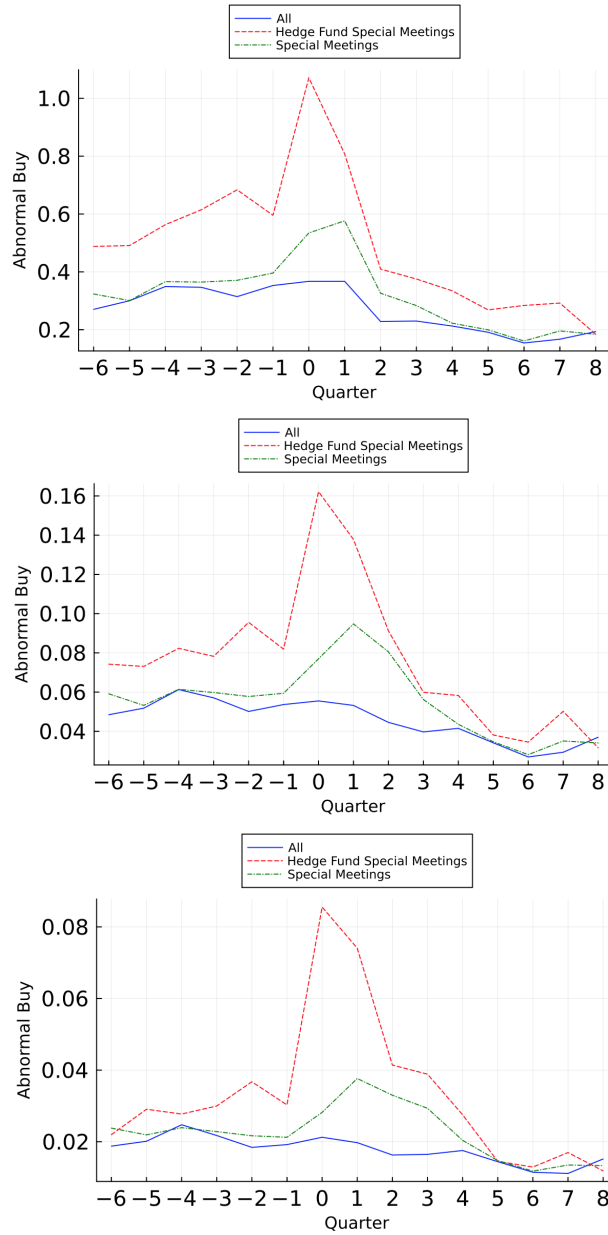 All
Hedge Fund Special Meetings
Special Meetings
1.0
0.8
0.6
0.4
0.2
Abnormal Buy
−6 −5 −4 −3 −2 −1 0 1 2 3 4 5 6 7 8
Quarter
All
Hedge Fund Special Meetings
Special Meetings
0.16
0.14
0.12
0.10
0.08
0.06
0.04
Abnormal Buy
−6 −5 −4 −3 −2 −1 0 1 2 3 4 5 6 7 8
Quarter
All
Hedge Fund Special Meetings
Special Meetings
0.08
0.06
0.04
0.02
Abnormal Buy
−6 −5 −4 −3 −2 −1 0 1 2 3 4 5 6 7 8
Quarter